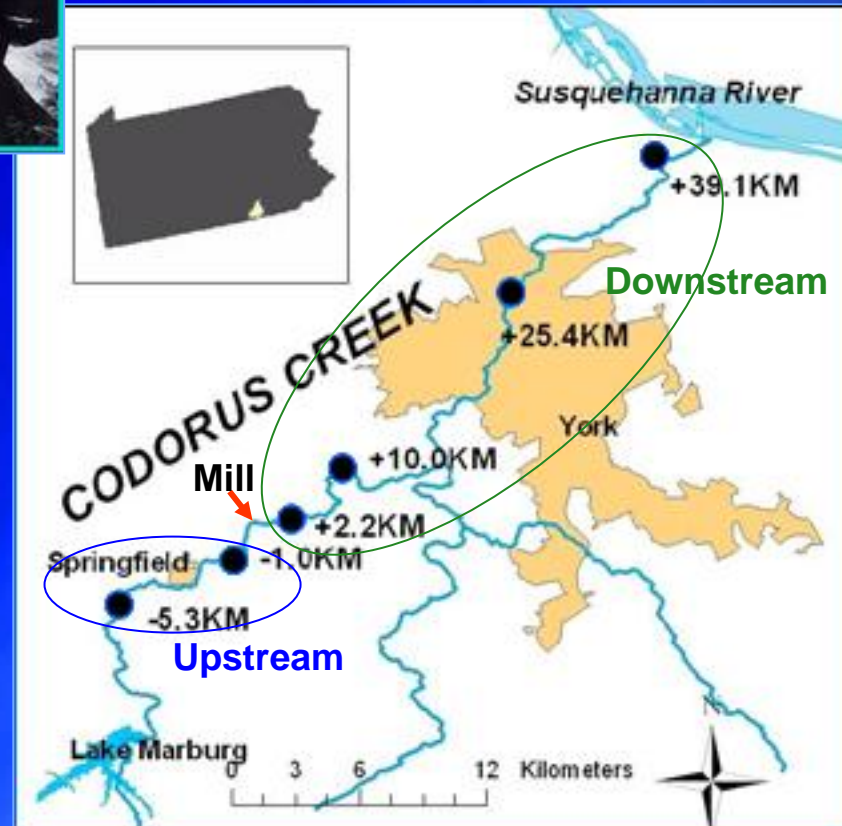 Susquehanna River
+39.1KM
Downstream
+25.4KM
CODORUS CREEK
York
+10.0KM
Mill
+2.2KM
Springfield
-1.0KM
-5.3KM
Upstream
Lake Marburg
0 3 6 12 Kilometers
N